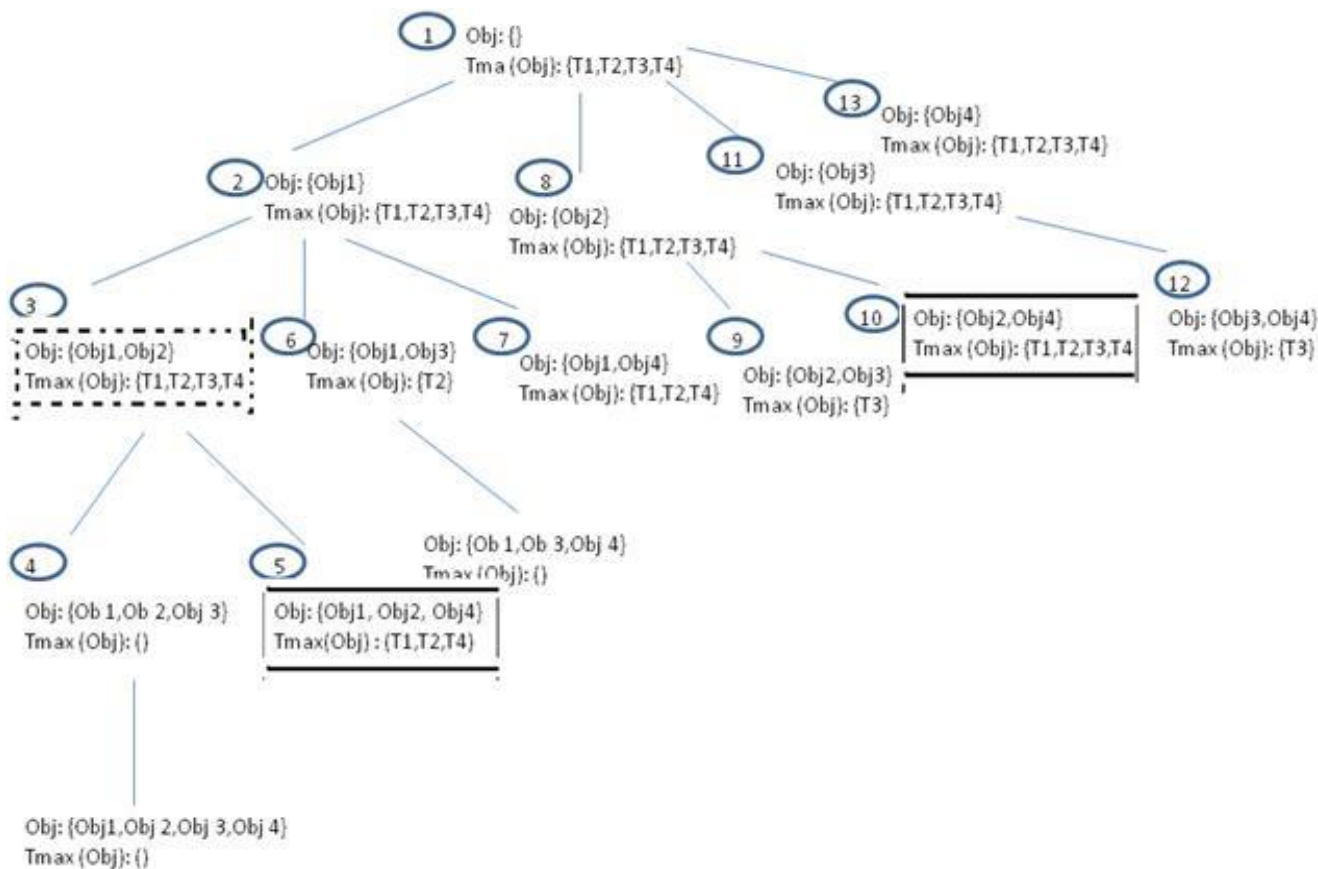 1
Obj: {}
Tma (Obj): {T1,T2,T3,T4}
13
Obj: {Obj4}
Tmax (Obj): {T1,T2,T3,T4}
11
Obj: {Obj3}
Tmax (Obj): {T1,T2,T3,T4}
2
Obj: {Obj1}
Tmax (Obj): {T1,T2,T3,T4}
8
Obj: {Obj2}
Tmax (Obj): {T1,T2,T3,T4}
3
Obj: {Obj1,Obj2}
Tmax (Obj): {T1,T2,T3,T4
6
Obj: {Obj1,Obj3}
Tmax (Obj): {T2}
7
Obj: {Obj1,Obj4}
Tmax (Obj): {T1,T2,T4}
9
Obj: {Obj2,Obj3}
Tmax (Obj): {T3}
10
Obj: {Obj2,Obj4}
Tmax (Obj): {T1,T2,T3,T4
12
Obj: {Obj3,Obj4}
Tmax (Obj): {T3}
4
Obj: {Ob 1,Ob 2,Obj 3}
Tmax (Obj): {}
5
Obj: {Obj1, Obj2, Obj4}
Tmax(Obj) : (T1,T2,T4)
Obj: {Ob 1,Ob 3,Obj 4}
Tmax (Obj): {}
Obj: {Obj1,Obj 2,Obj 3,Obj 4}
Tmax (Obj): {}